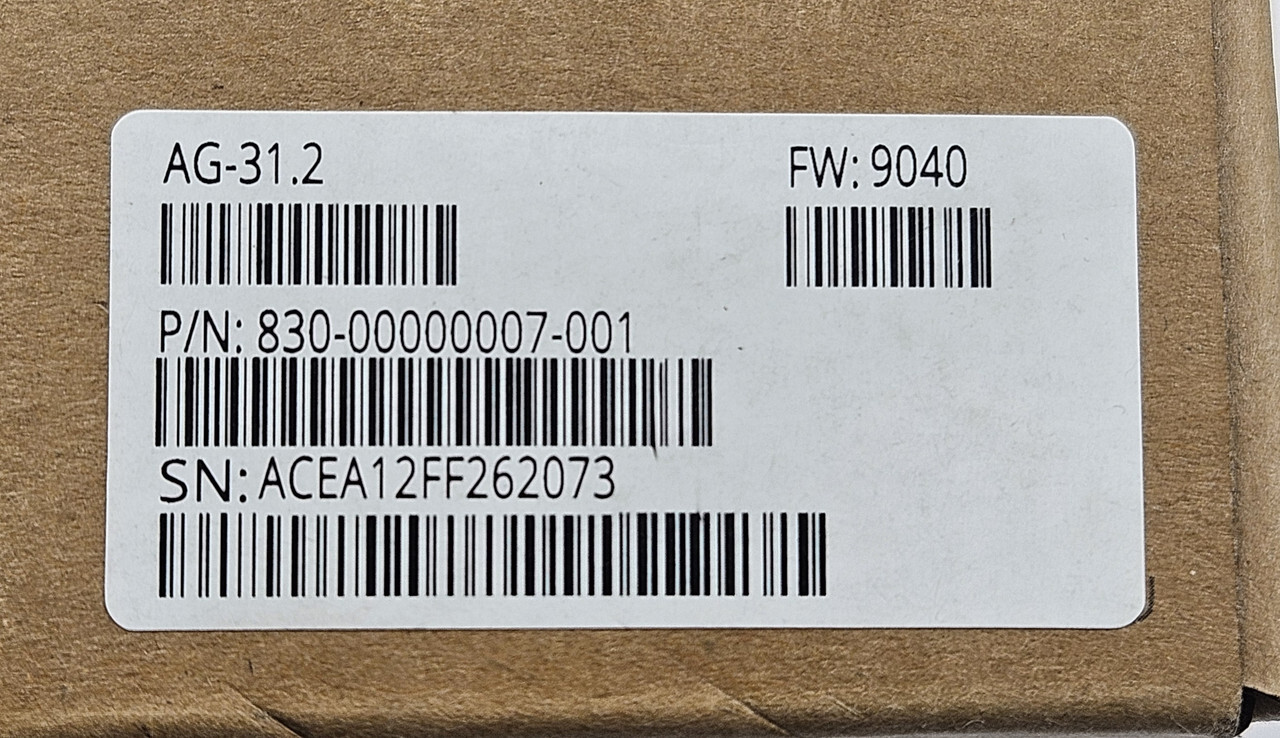 AG-31.2
FW: 9040
P/N: 830-00000007-001
SN: ACEA12FF262073